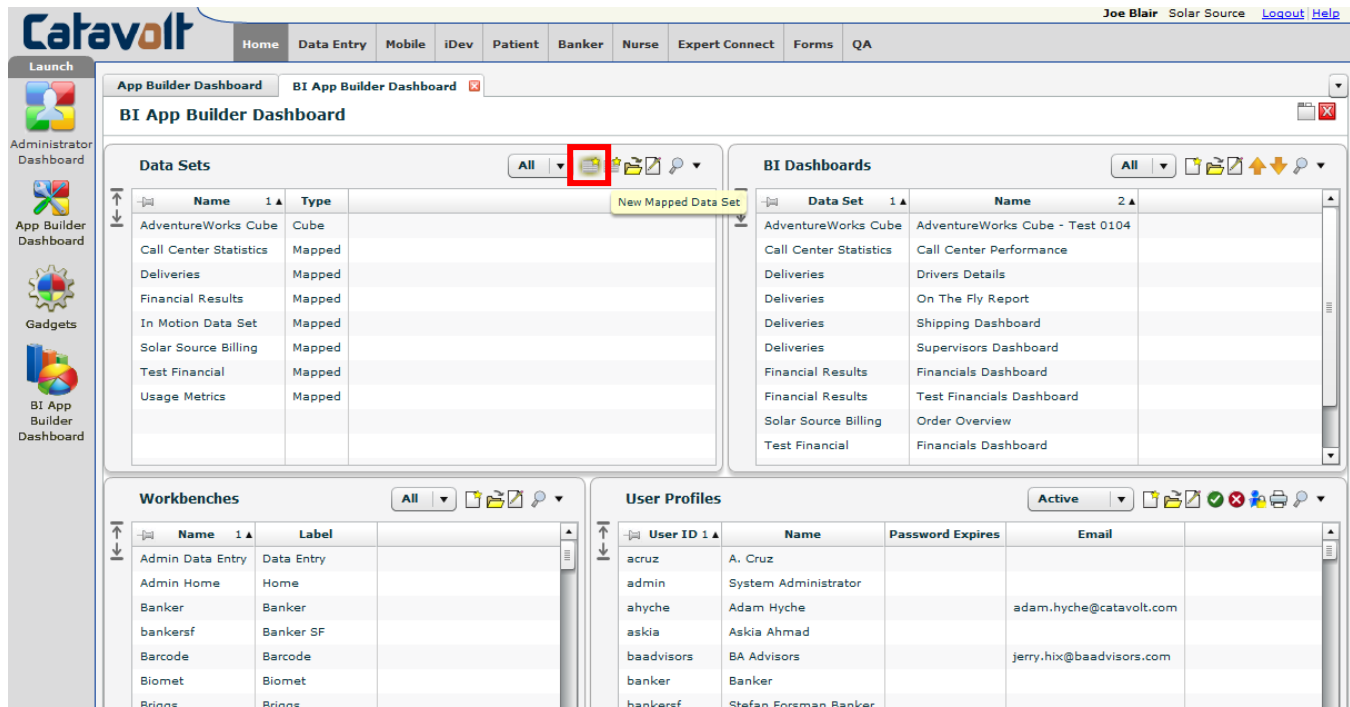 Joe Blair Solar Source Logout Help
Catavolt
Home Data Entry Mobile iDev Patient Banker Nurse Expert Connect Forms QA
Launch
App Builder Dashboard BI App Builder Dashboard
BI App Builder Dashboard
Administrator
Dashboard
App Builder
Dashboard
Gadgets
BI App
Builder
Dashboard
Data Sets All
New Mapped Data Set
Name 1 Type
AdventureWorks Cube Cube
Call Center Statistics Mapped
Deliveries Mapped
Financial Results Mapped
In Motion Data Set Mapped
Solar Source Billing Mapped
Test Financial Mapped
Usage Metrics Mapped
BI Dashboards All
Data Set 1 Name 2
AdventureWorks Cube AdventureWorks Cube - Test 0104
Call Center Statistics Call Center Performance
Deliveries Drivers Details
Deliveries On The Fly Report
Deliveries Shipping Dashboard
Deliveries Supervisors Dashboard
Financial Results Financials Dashboard
Financial Results Test Financials Dashboard
Solar Source Billing Order Overview
Test Financial Financials Dashboard
Workbenches All
Name 1 Label
Admin Data Entry Data Entry
Admin Home Home
Banker Banker
bankersf Banker SF
Barcode Barcode
Biomet Biomet
Briggs Briggs
User Profiles Active
User ID 1 Name Password Expires Email
acruz A. Cruz
admin System Administrator
ahyche Adam Hyche adam.hyche@catavolt.com
askia Askia Ahmad
baadvisors BA Advisors jerry.hix@baadvisors.com
banker Banker
bankersf Stefan Forsman Banker